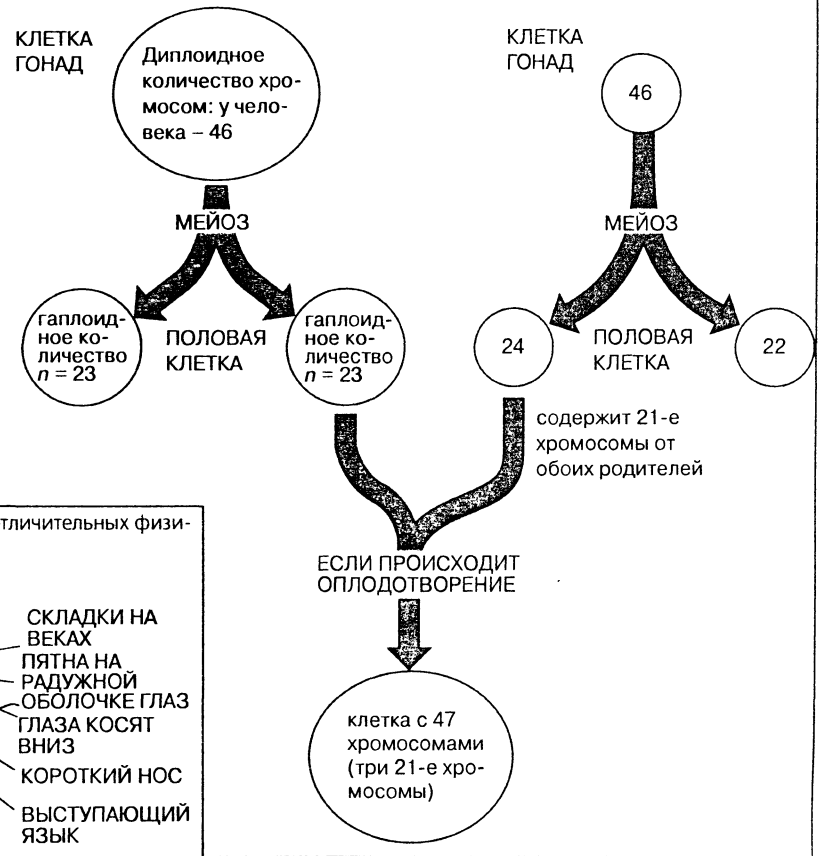 КЛЕТКА
ГОНАД
Диплоидное
количество хро-
мосом: у чело-
века – 46
МЕЙОЗ
гаплоид-
ное ко-
личество
n = 23
ПОЛОВАЯ
КЛЕТКА
гаплоид-
ное ко-
личество
n = 23
КЛЕТКА
ГОНАД
46
МЕЙОЗ
24
ПОЛОВАЯ
КЛЕТКА
22
содержит 21-е
хромосомы от
обоих родителей
ЕСЛИ ПРОИСХОДИТ
ОПЛОДОТВОРЕНИЕ
клетка с 47
хромосомами
(три 21-е хро-
мосомы)
тличительных физи-
СКЛАДКИ НА
ВЕКАХ
ПЯТНА НА
РАДУЖНОЙ
ОБОЛОЧКЕ ГЛАЗ
ГЛАЗА КОСЯТ
ВНИЗ
КОРОТКИЙ НОС
ВЫСТУПАЮЩИЙ
ЯЗЫК